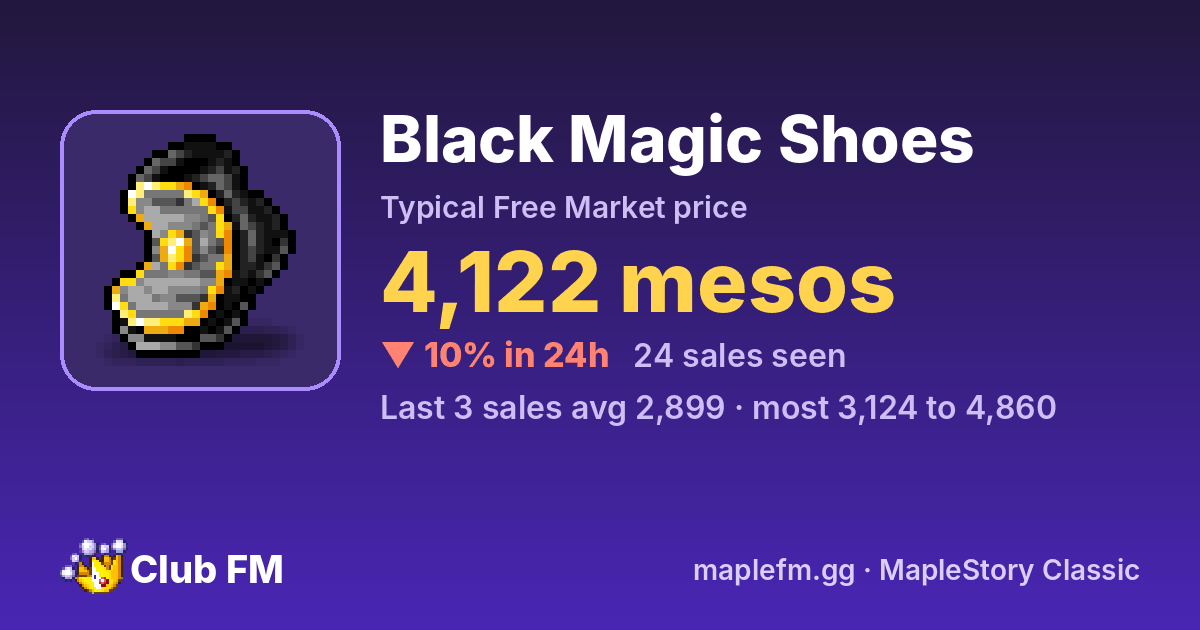 Black Magic Shoes
Typical Free Market price
4,122 mesos
▼ 10% in 24h 24 sales seen
Last 3 sales avg 2,899 · most 3,124 to 4,860
Club FM
maplefm.gg · MapleStory Classic